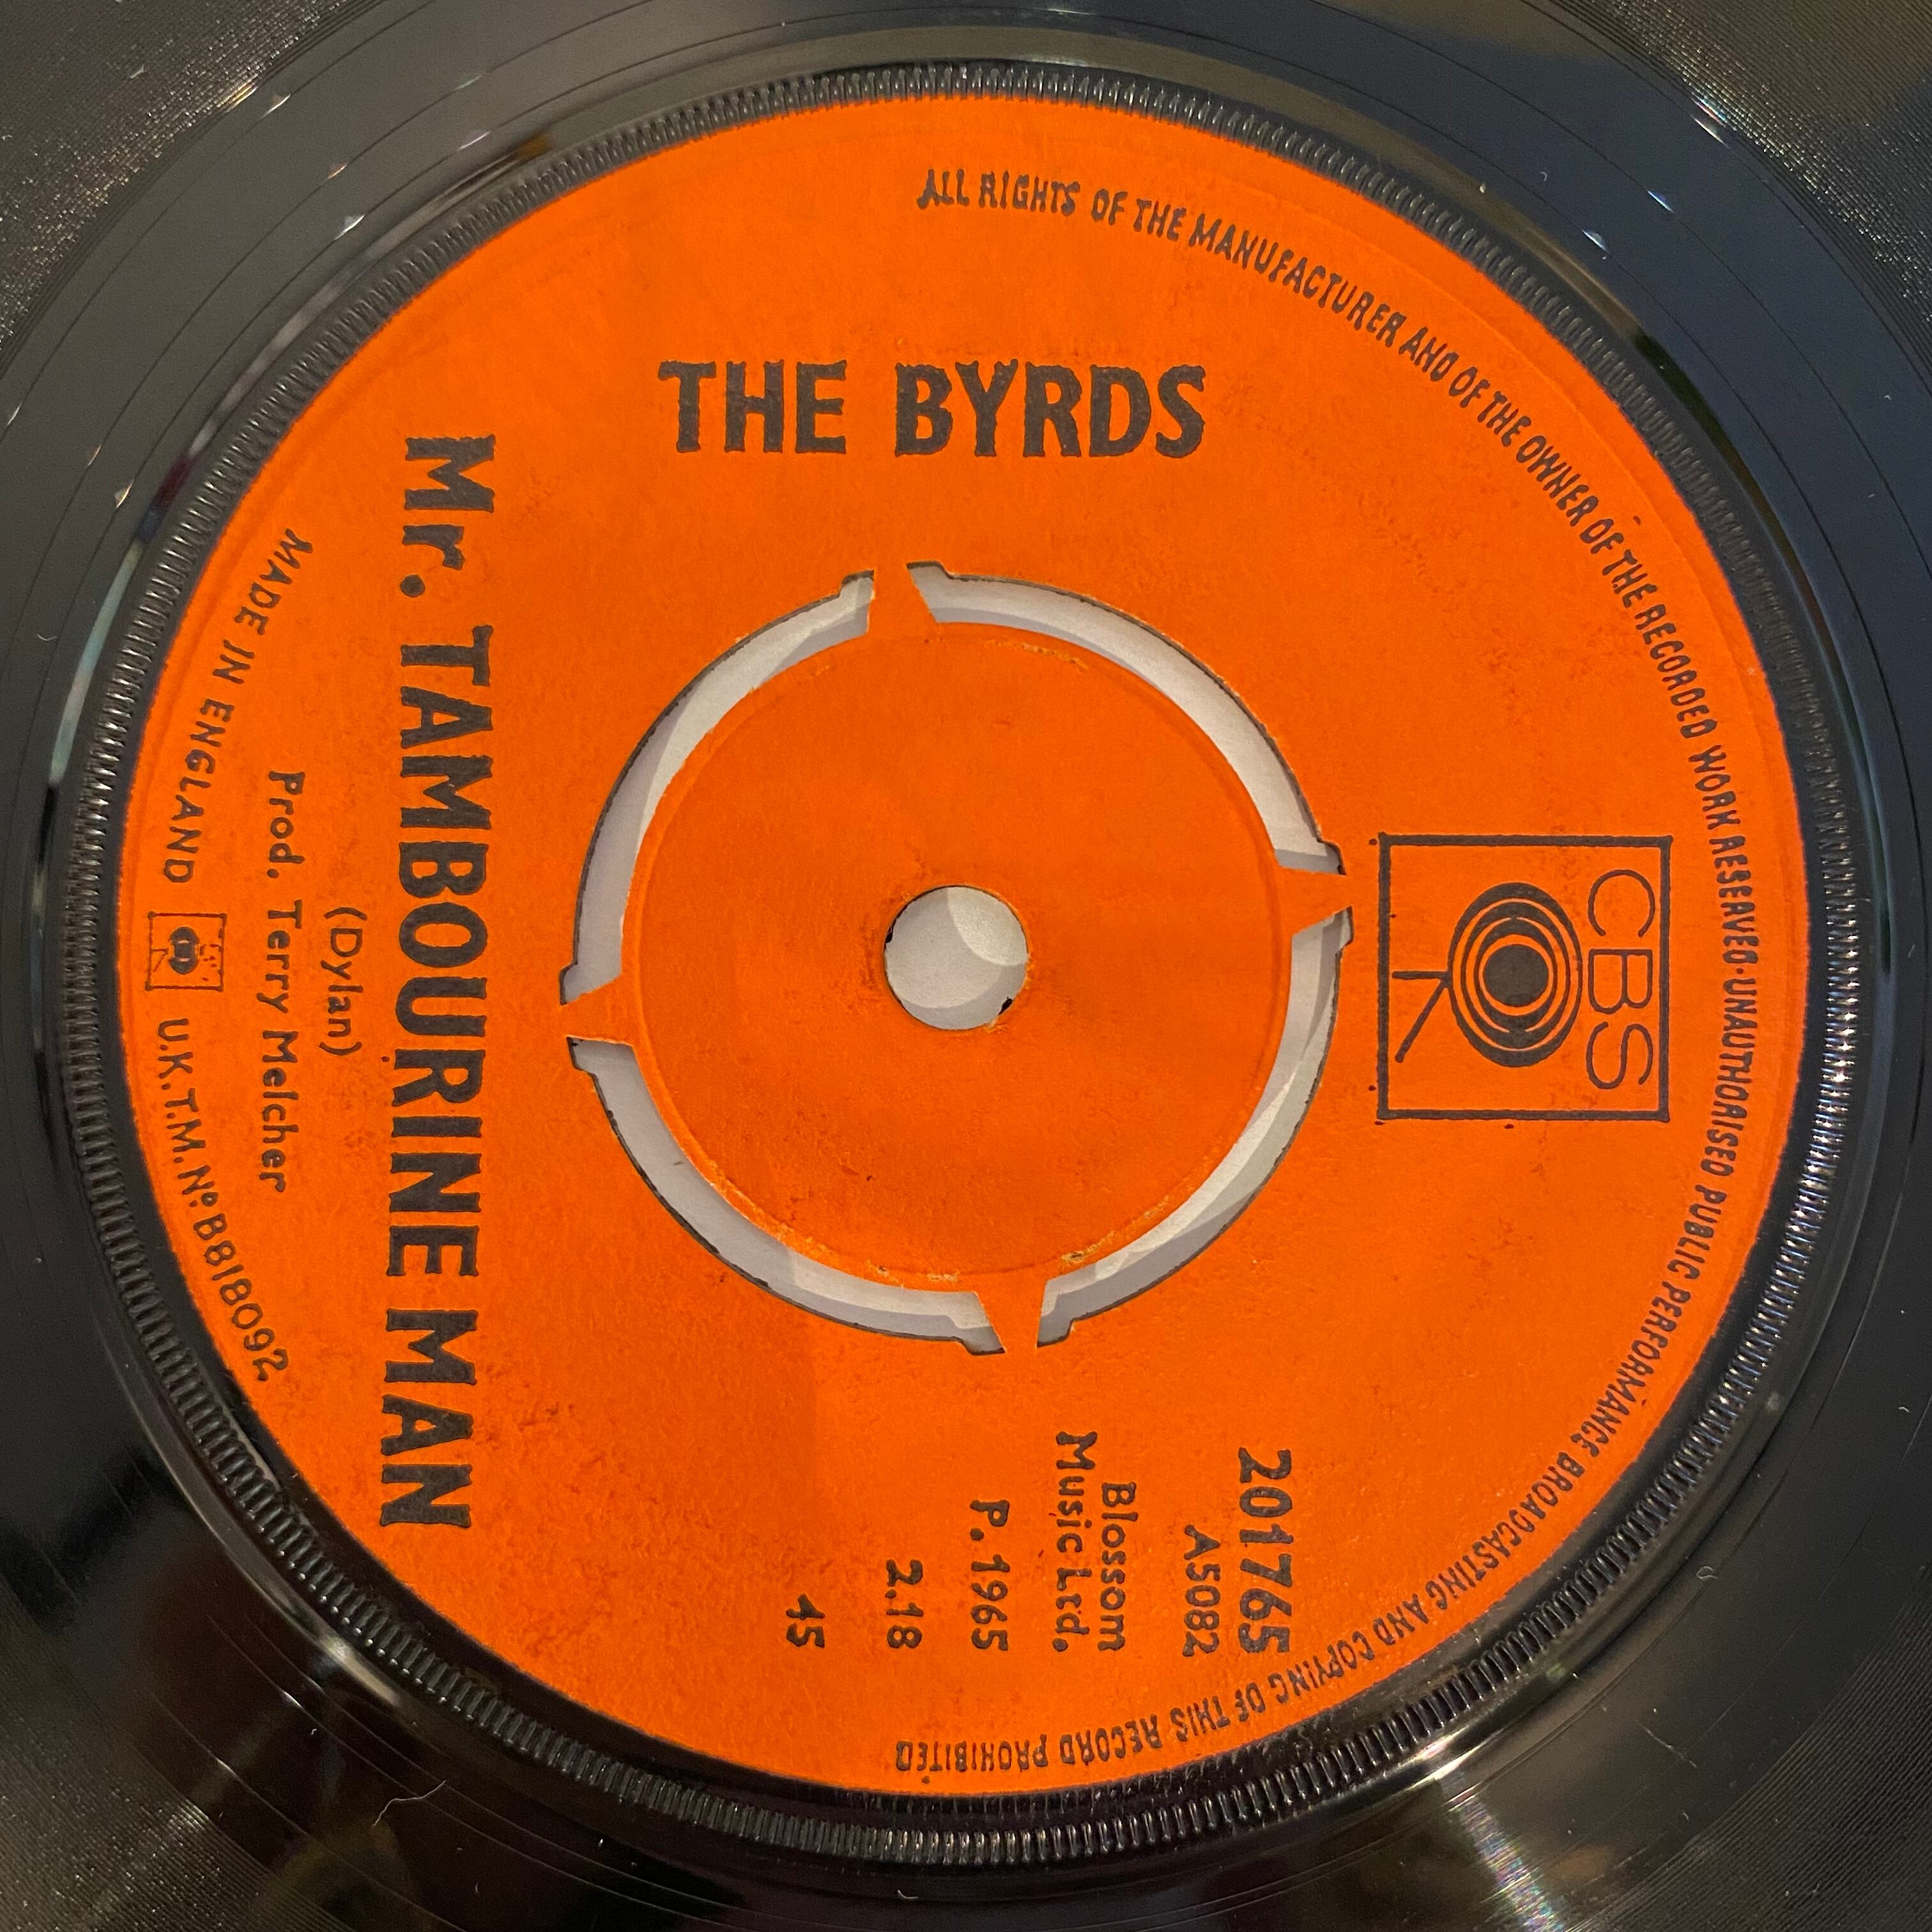 ALL RIGHTS OF THE MANUFACTURER AND OF THE OWNER OF THE RECORDED WORK RESERVED·UNAUTHORISED PUBLIC PERFORMANCE BROADCASTING AND COPYING OF THIS RECORD PROHIBITED
CBS
THE BYRDS
201765
A5082
Blossom
Music Ltd.
P. 1965
2.18
45
Mr. TAMBOURINE MAN
(Dylan)
Prod. Terry Melcher
MADE IN ENGLAND U.K.T.M. No B818092